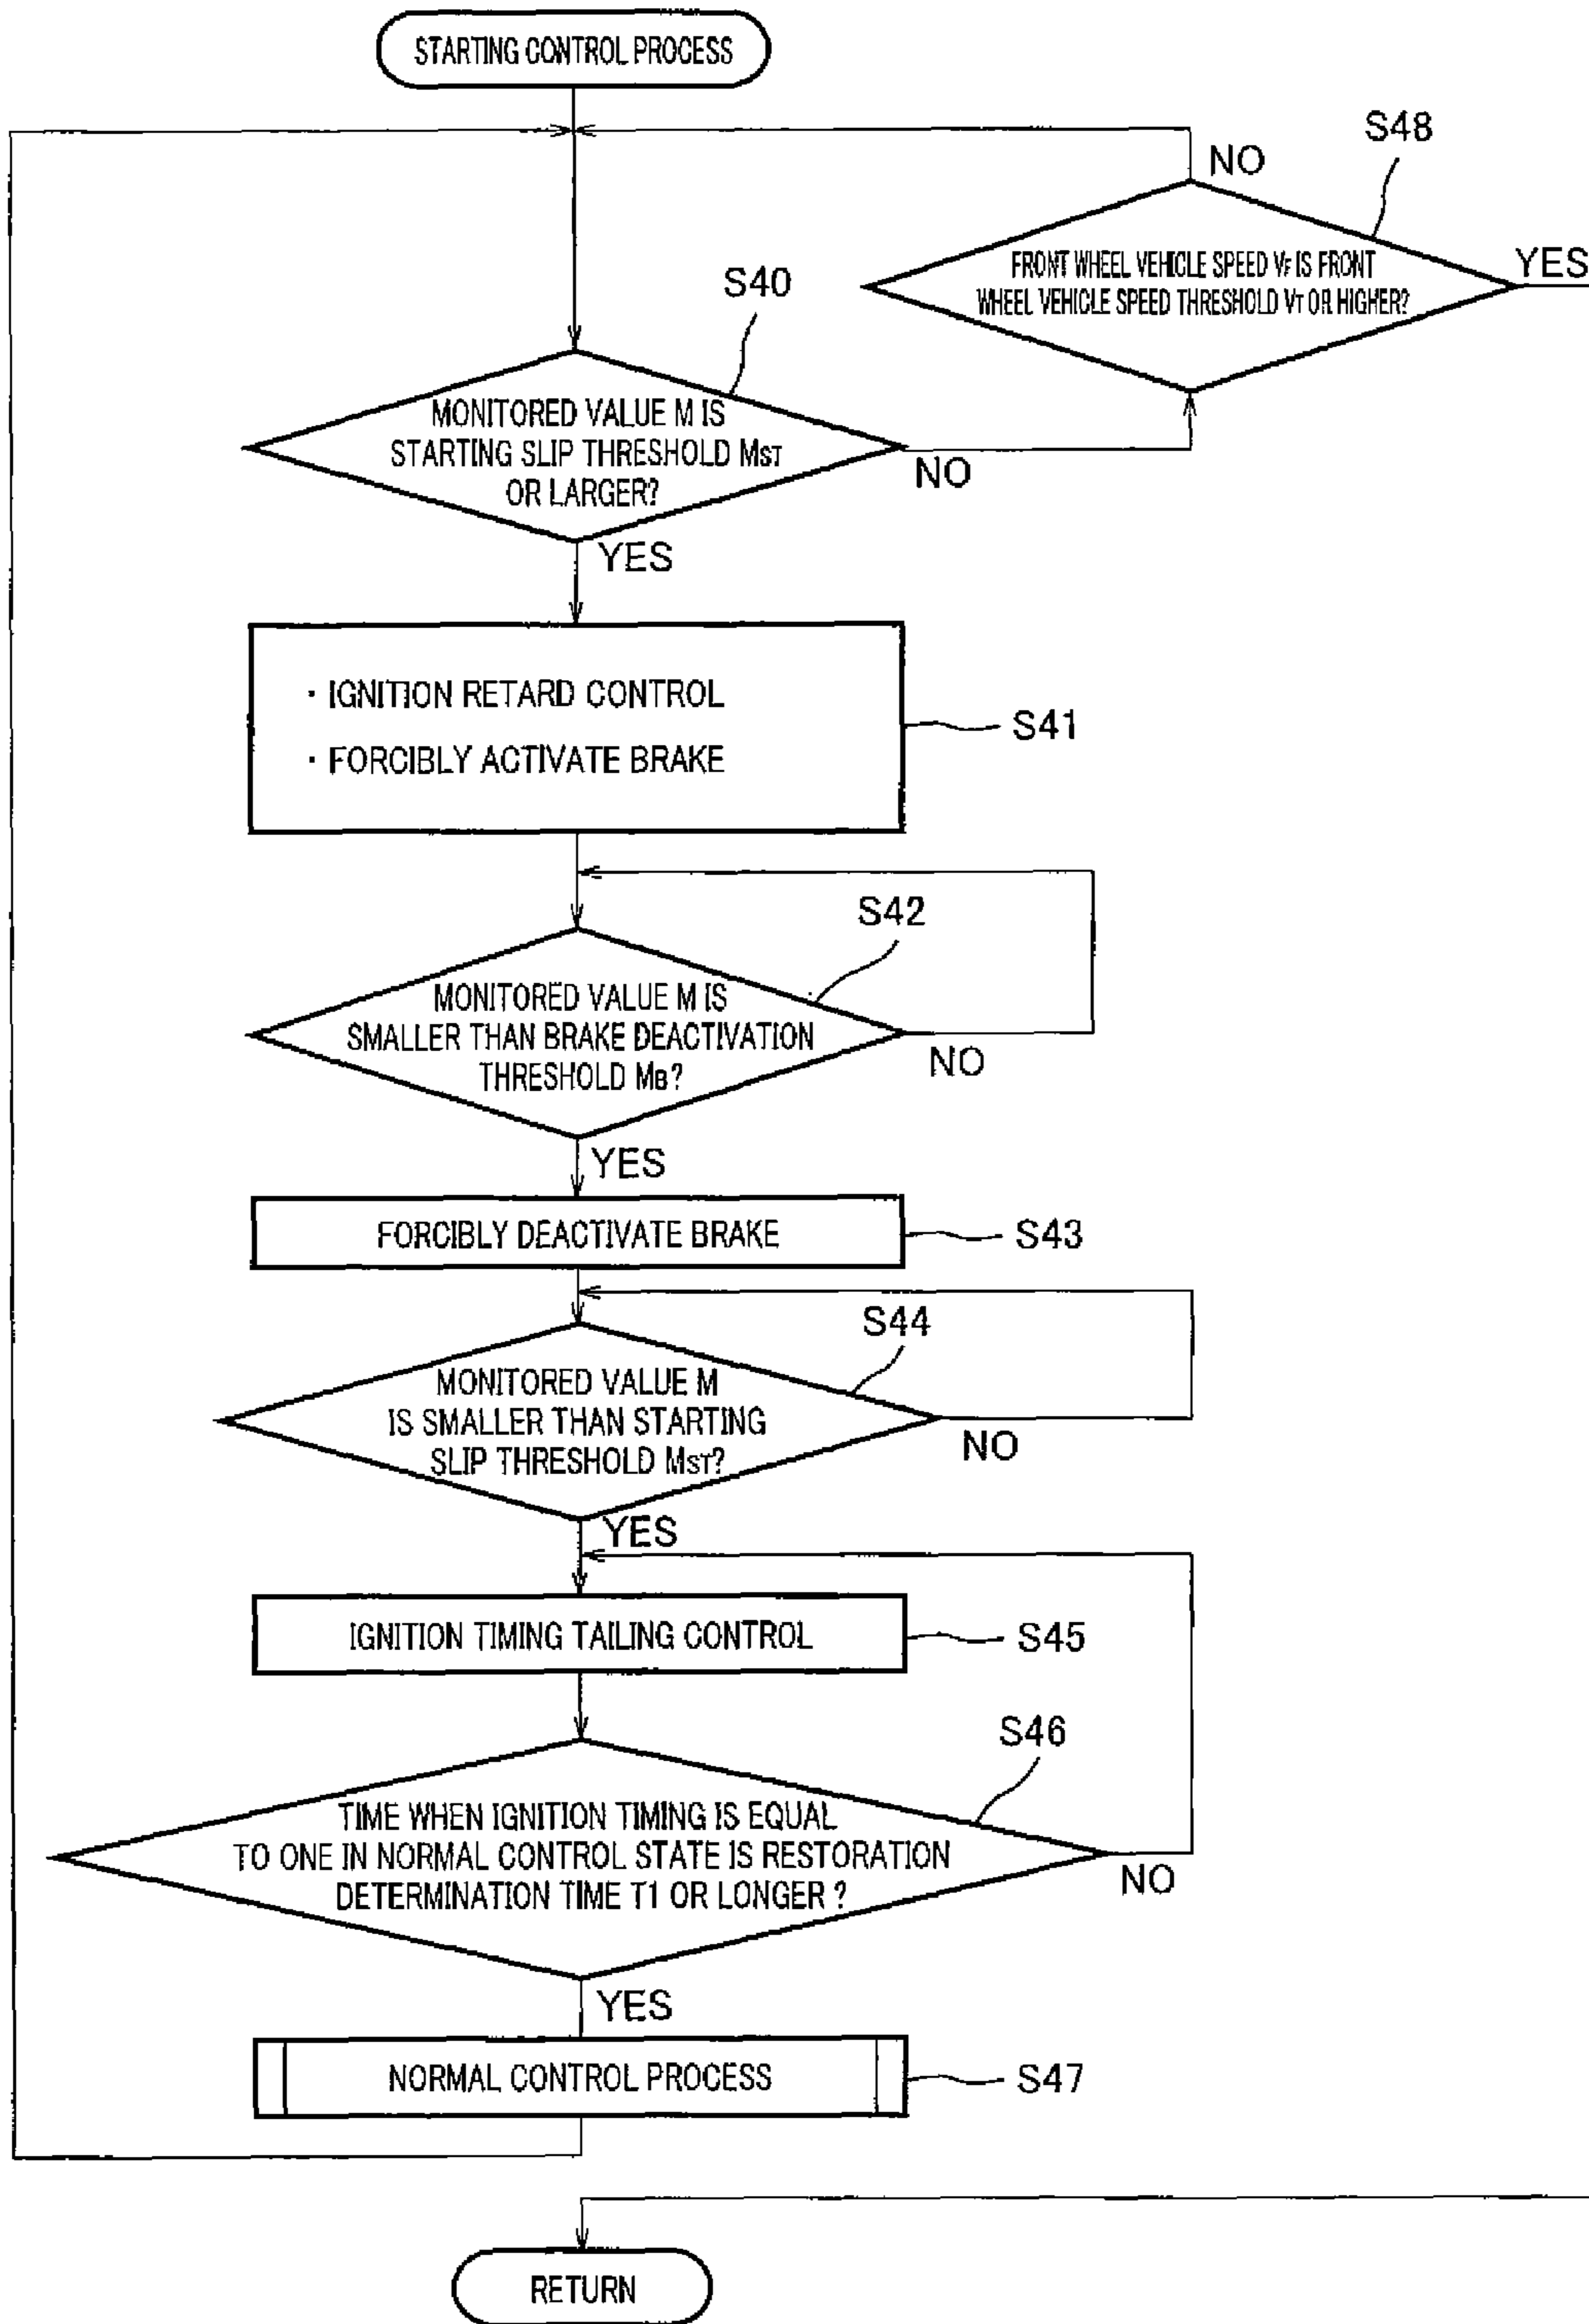 STARTING CONTROL PROCESS
S48
NO
FRONT WHEEL VEHICLE SPEED VF IS FRONT
WHEEL VEHICLE SPEED THRESHOLD VT OR HIGHER?
YES
S40
MONITORED VALUE M IS
STARTING SLIP THRESHOLD MST
OR LARGER?
NO
YES
· IGNITION RETARD CONTROL
· FORCIBLY ACTIVATE BRAKE
S41
S42
MONITORED VALUE M IS
SMALLER THAN BRAKE DEACTIVATION
THRESHOLD MB?
NO
YES
FORCIBLY DEACTIVATE BRAKE
S43
S44
MONITORED VALUE M
IS SMALLER THAN STARTING
SLIP THRESHOLD MST?
NO
YES
IGNITION TIMING TAILING CONTROL
S45
S46
TIME WHEN IGNITION TIMING IS EQUAL
TO ONE IN NORMAL CONTROL STATE IS RESTORATION
DETERMINATION TIME T1 OR LONGER ?
NO
YES
NORMAL CONTROL PROCESS
S47
RETURN